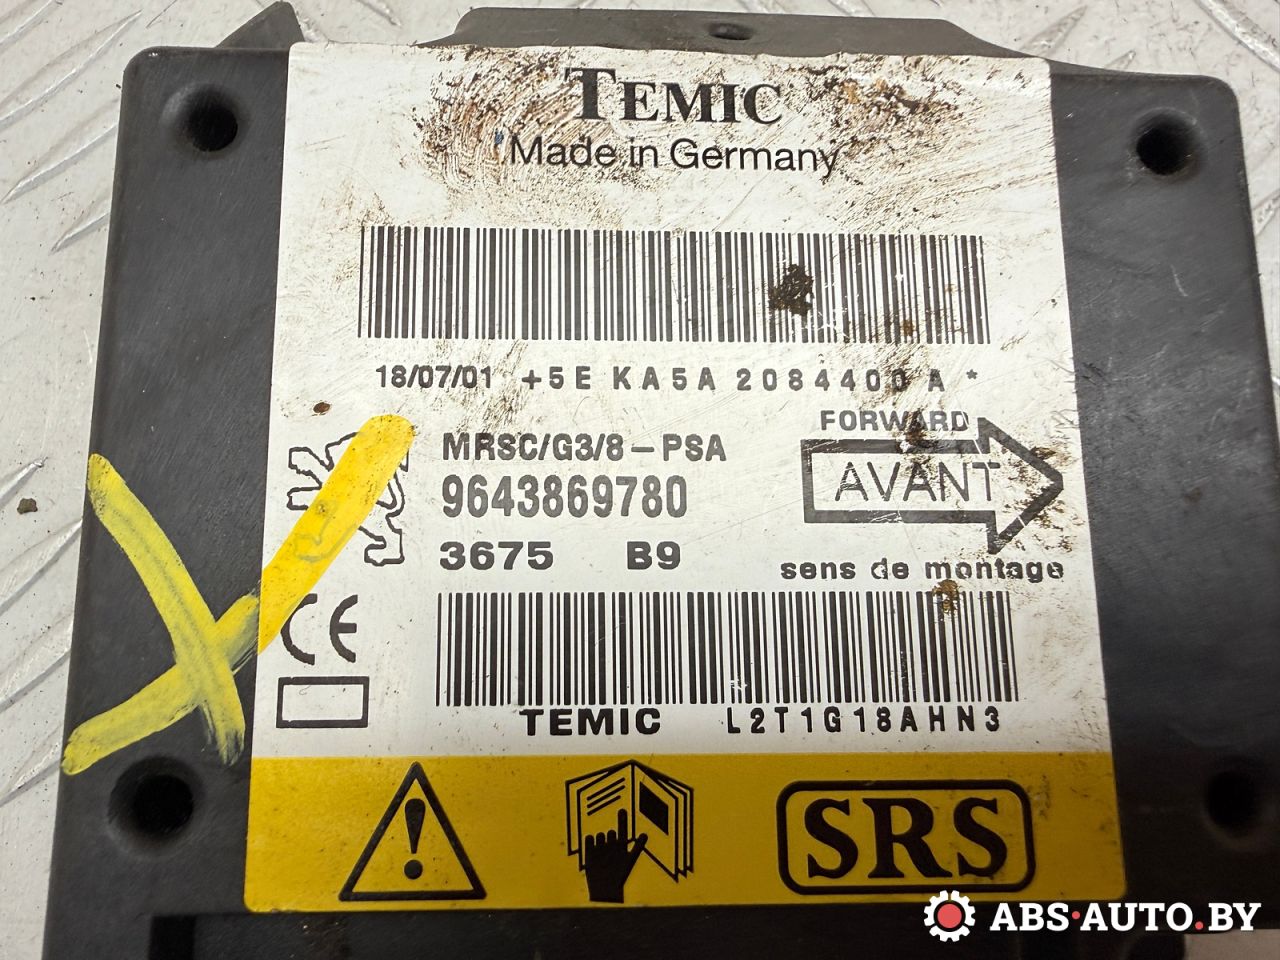 TEMIC
Made in Germany
18/07/01 +5E KA5A 2084400 A *
FORWARD
MRSC/G3/8-PSA
AVANT
9643869780
3675 B9
sens de montage
CE
TEMIC L2T1G18AHN3
SRS
ABS-AUTO.BY